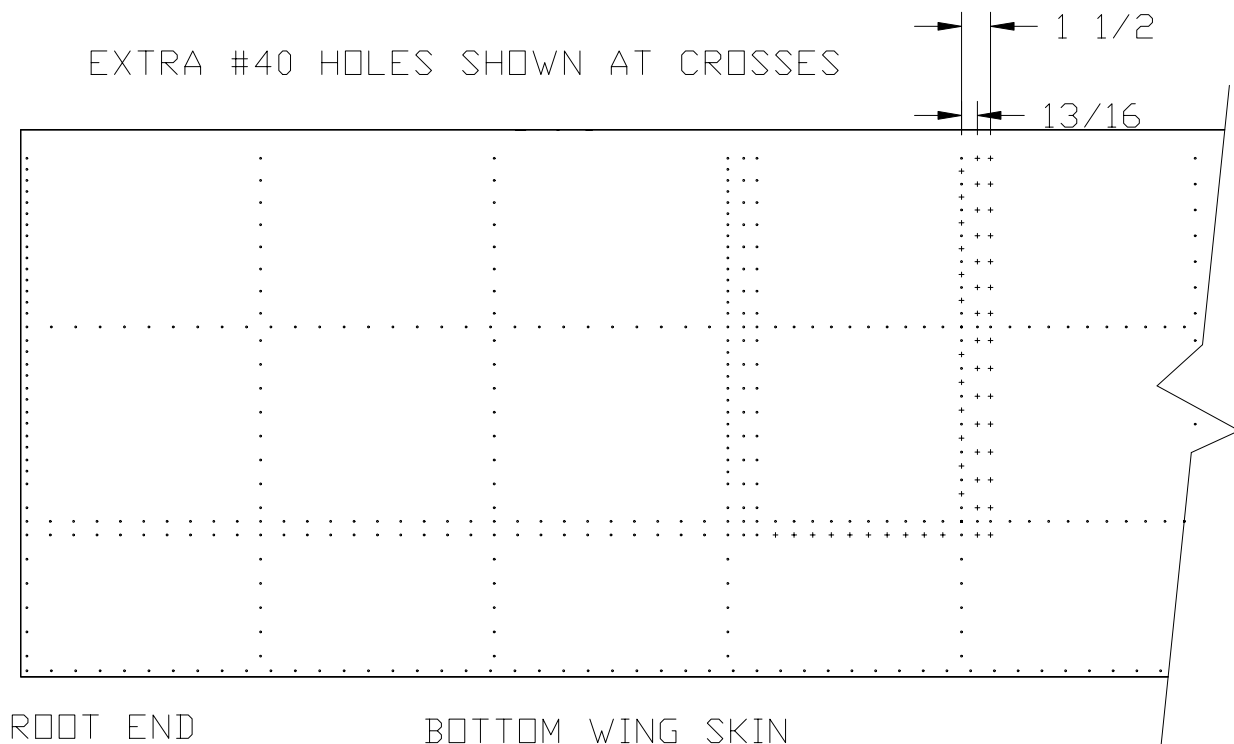 1 1/2
EXTRA #40 HOLES SHOWN AT CROSSES
13/16
ROOT END
BOTTOM WING SKIN